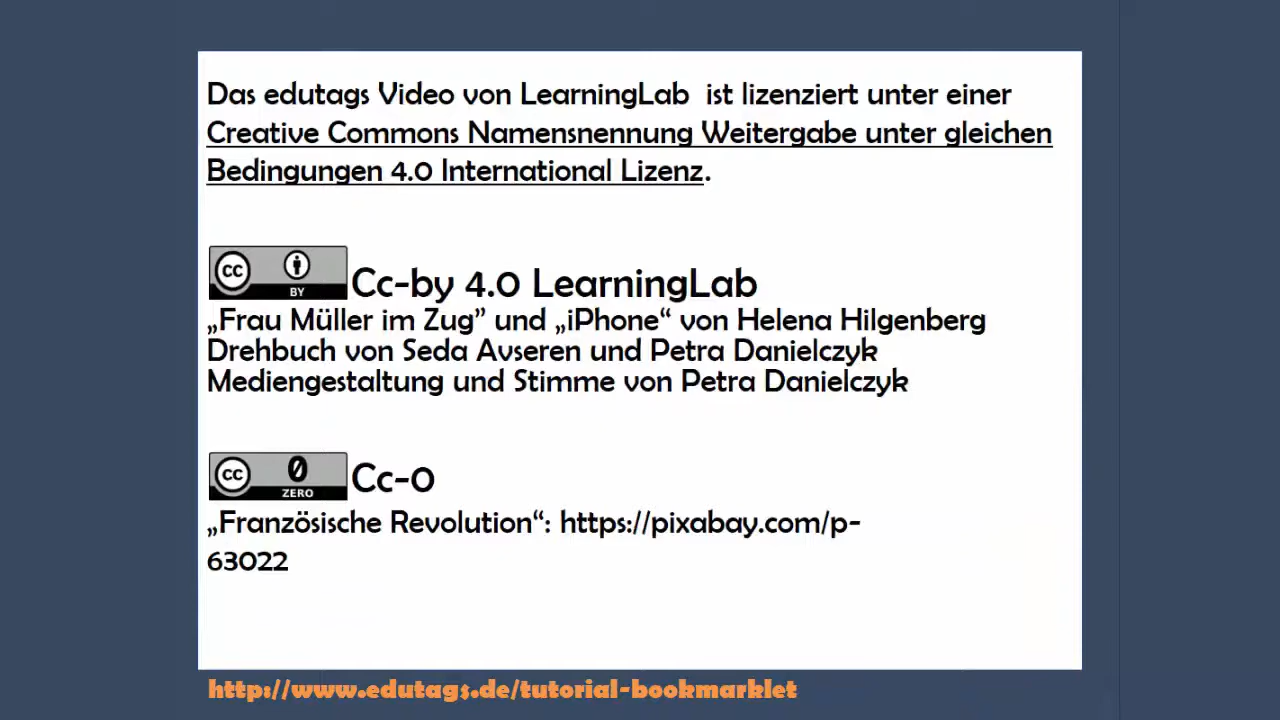 Das edutags Video von LearningLab ist lizenziert unter einer
Creative Commons Namensnennung Weitergabe unter gleichen
Bedingungen 4.0 International Lizenz.
cc BY Cc-by 4.0 LearningLab
„Frau Müller im Zug” und „iPhone“ von Helena Hilgenberg
Drehbuch von Seda Avseren und Petra Danielczyk
Mediengestaltung und Stimme von Petra Danielczyk
cc 0 ZERO Cc-0
„Französische Revolution“: https://pixabay.com/p-
63022
http://www.edutags.de/tutorial-bookmarklet